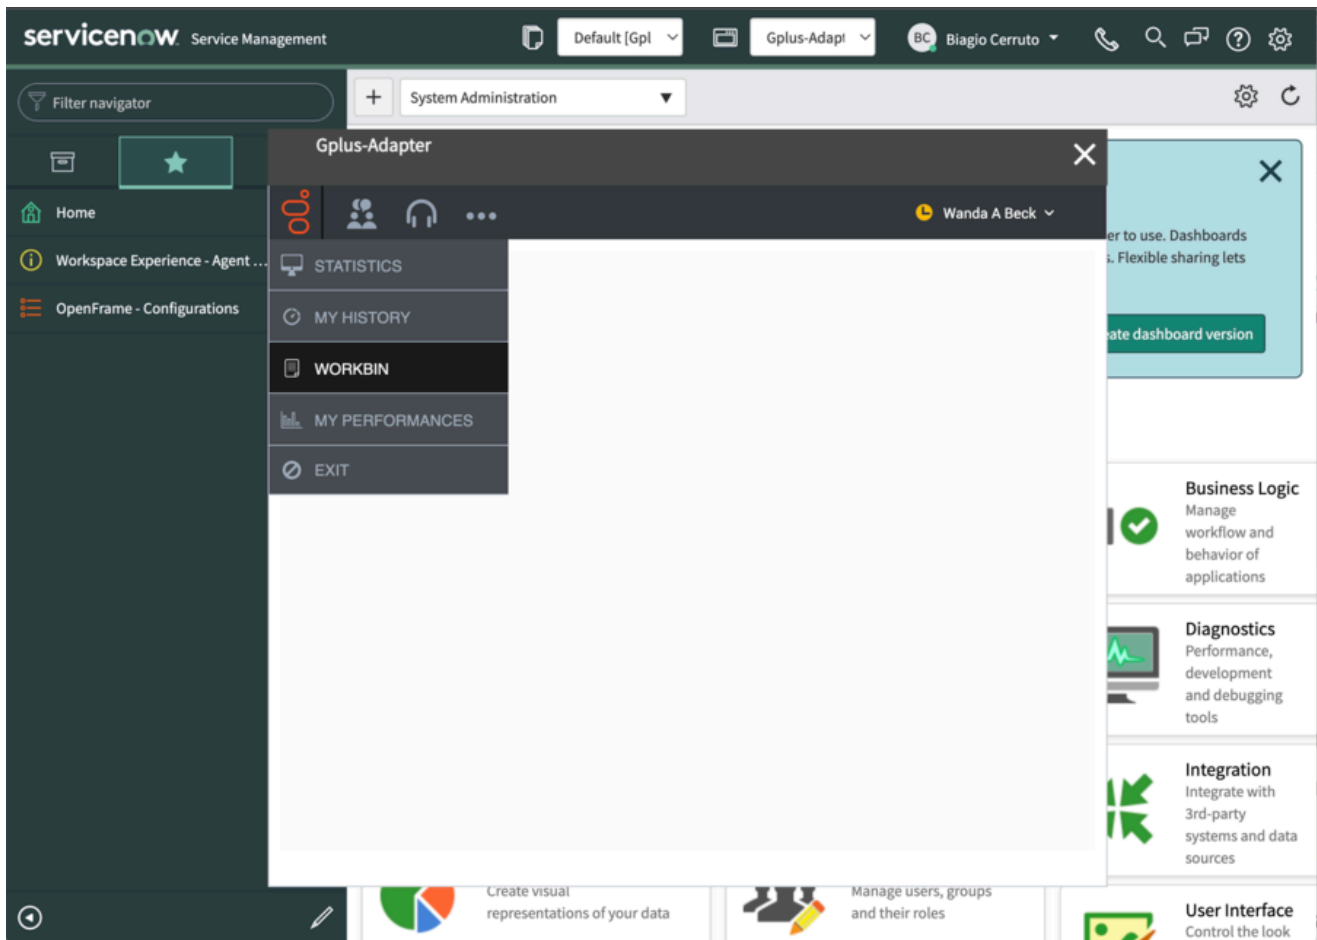 servicenow. Service Management
Default [Gpl
Gplus-Adapt
BC Biagio Cerruto
Filter navigator
System Administration
Gplus-Adapter
Home
Wanda A Beck
er to use. Dashboards
Workspace Experience - Agent ...
s. Flexible sharing lets
STATISTICS
OpenFrame - Configurations
MY HISTORY
ate dashboard version
WORKBIN
MY PERFORMANCES
EXIT
Business Logic
Manage
workflow and
behavior of
applications
Diagnostics
Performance,
development
and debugging
tools
Integration
Integrate with
3rd-party
systems and data
sources
Create visual
representations of your data
Manage users, groups
and their roles
User Interface
Control the look